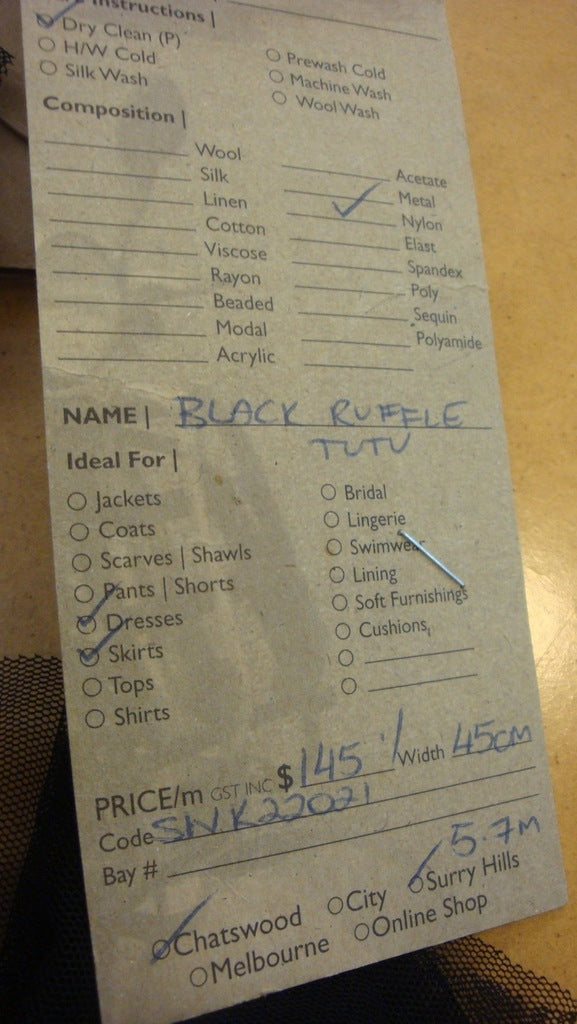 Instructions |
Dry Clean (P)
H/W Cold
Silk Wash
Prewash Cold
Machine Wash
Wool Wash
Composition |
Wool
Silk
Linen
Cotton
Viscose
Rayon
Beaded
Modal
Acrylic
Acetate
Metal
Nylon
Elast
Spandex
Poly
Sequin
Polyamide
NAME | BLACK RUFFLE
TUTU
Ideal For |
Jackets
Coats
Scarves | Shawls
Pants | Shorts
Dresses
Skirts
Tops
Shirts
Bridal
Lingerie
Swimwear
Lining
Soft Furnishings
Cushions
PRICE/m GST INC $145 Width 45CM
Code SNK22021
Bay #
5.7M
Chatswood City Surry Hills
Melbourne Online Shop